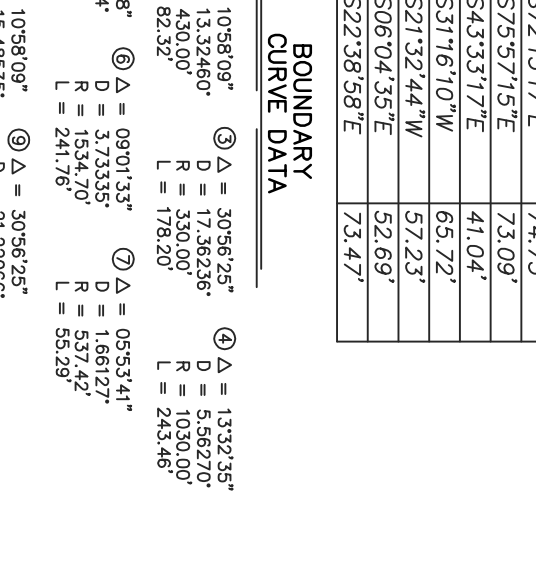 S75°57'15"E 73.09'
S43°33'17"E 41.04'
S31°16'10"W 65.72'
S21°32'44"W 57.23'
S06°04'35"E 52.69'
S22°38'58"E 73.47'
BOUNDARY
CURVE DATA
10°58'09" ③ Δ = 30°56'25" ④ Δ = 13°32'35"
13.32460° D = 17.36236° D = 5.56270°
430.00' R = 330.00' R = 1030.00'
82.32' L = 178.20' L = 243.46'
8" ⑥ Δ = 09°01'33" ⑦ Δ = 05°53'41"
4° D = 3.73335° D = 1.66127°
R = 1534.70' R = 537.42'
L = 241.76' L = 55.29'
10°58'09" ⑨ Δ = 30°56'25"